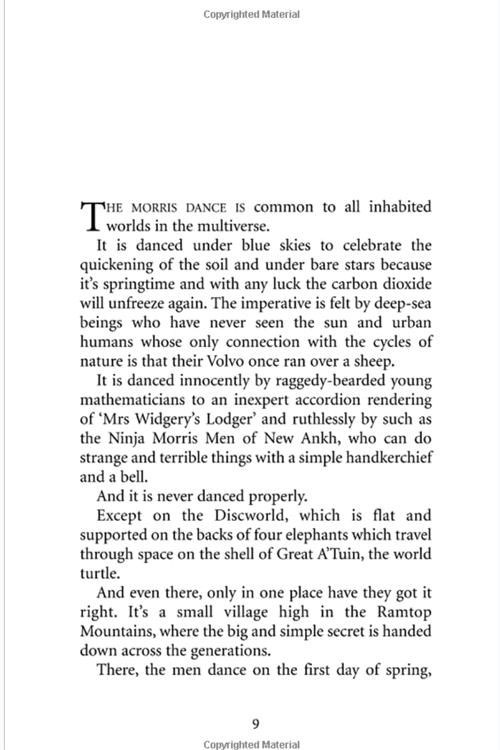 Copyrighted Material
THE MORRIS DANCE IS common to all inhabited
worlds in the multiverse.
It is danced under blue skies to celebrate the
quickening of the soil and under bare stars because
it’s springtime and with any luck the carbon dioxide
will unfreeze again. The imperative is felt by deep-sea
beings who have never seen the sun and urban
humans whose only connection with the cycles of
nature is that their Volvo once ran over a sheep.
It is danced innocently by raggedy-bearded young
mathematicians to an inexpert accordion rendering
of ‘Mrs Widgery’s Lodger’ and ruthlessly by such as
the Ninja Morris Men of New Ankh, who can do
strange and terrible things with a simple handkerchief
and a bell.
And it is never danced properly.
Except on the Discworld, which is flat and
supported on the backs of four elephants which travel
through space on the shell of Great A’Tuin, the world
turtle.
And even there, only in one place have they got it
right. It’s a small village high in the Ramtop
Mountains, where the big and simple secret is handed
down across the generations.
There, the men dance on the first day of spring,
9
Copyrighted Material